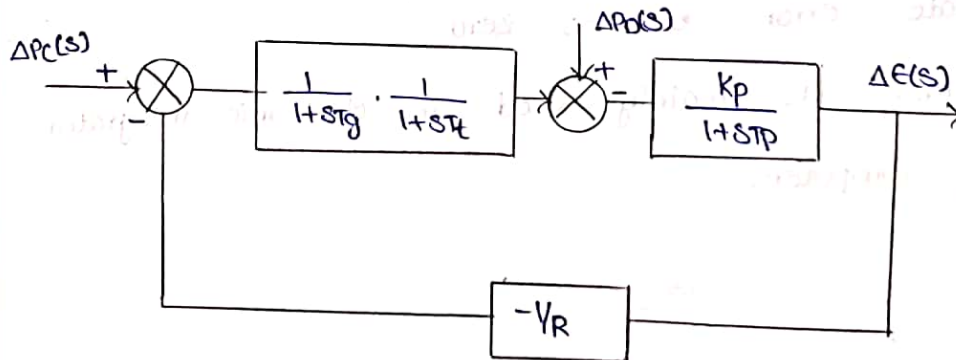 ΔPC(S)
+
-
1/1+STg · 1/1+STt
ΔPD(S)
+
-
Kp/1+STP
ΔF(S)
-1/R